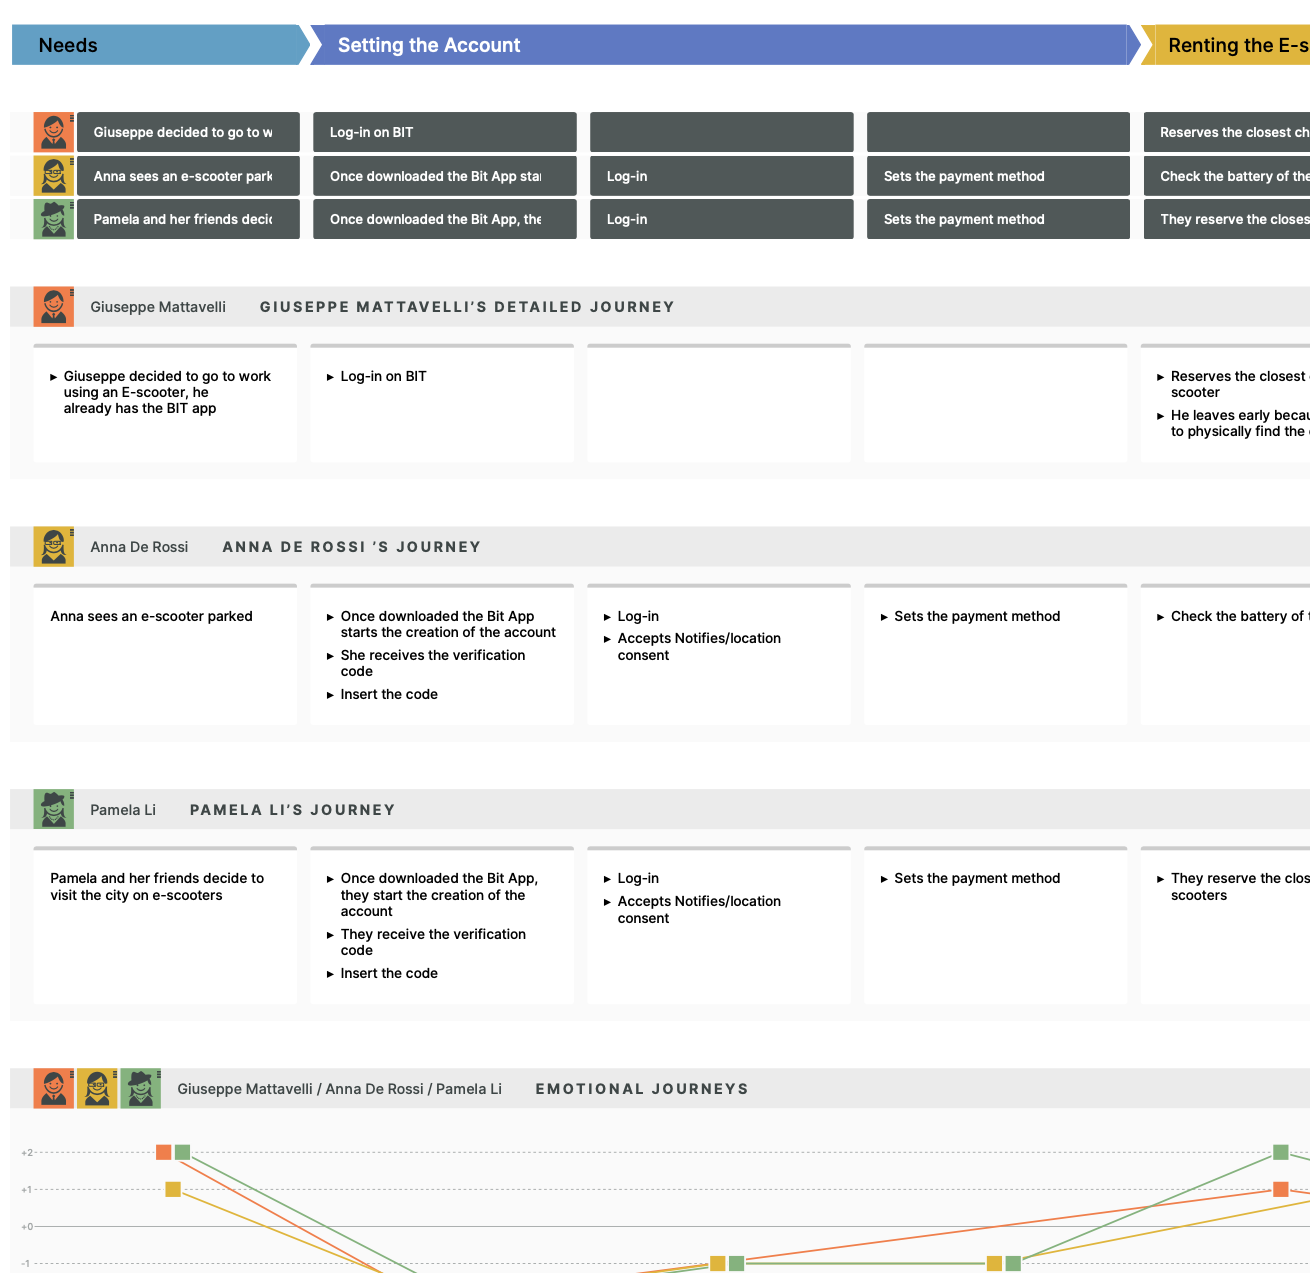 Needs
Setting the Account
Renting the E-s
Giuseppe decided to go to w
Log-in on BIT
Reserves the closest ch
Anna sees an e-scooter park
Once downloaded the Bit App star
Log-in
Sets the payment method
Check the battery of the
Pamela and her friends decid
Once downloaded the Bit App, the
Log-in
Sets the payment method
They reserve the closes
Giuseppe Mattavelli
GIUSEPPE MATTAVELLI’S DETAILED JOURNEY
▸ Giuseppe decided to go to work
using an E-scooter, he
already has the BIT app
▸ Log-in on BIT
▸ Reserves the closest
scooter
▸ He leaves early becau
to physically find the
Anna De Rossi
ANNA DE ROSSI ’S JOURNEY
Anna sees an e-scooter parked
▸ Once downloaded the Bit App
starts the creation of the account
▸ She receives the verification
code
▸ Insert the code
▸ Log-in
▸ Accepts Notifies/location
consent
▸ Sets the payment method
▸ Check the battery of t
Pamela Li
PAMELA LI’S JOURNEY
Pamela and her friends decide to
visit the city on e-scooters
▸ Once downloaded the Bit App,
they start the creation of the
account
▸ They receive the verification
code
▸ Insert the code
▸ Log-in
▸ Accepts Notifies/location
consent
▸ Sets the payment method
▸ They reserve the clos
scooters
Giuseppe Mattavelli / Anna De Rossi / Pamela Li
EMOTIONAL JOURNEYS
+2
+1
+0
-1